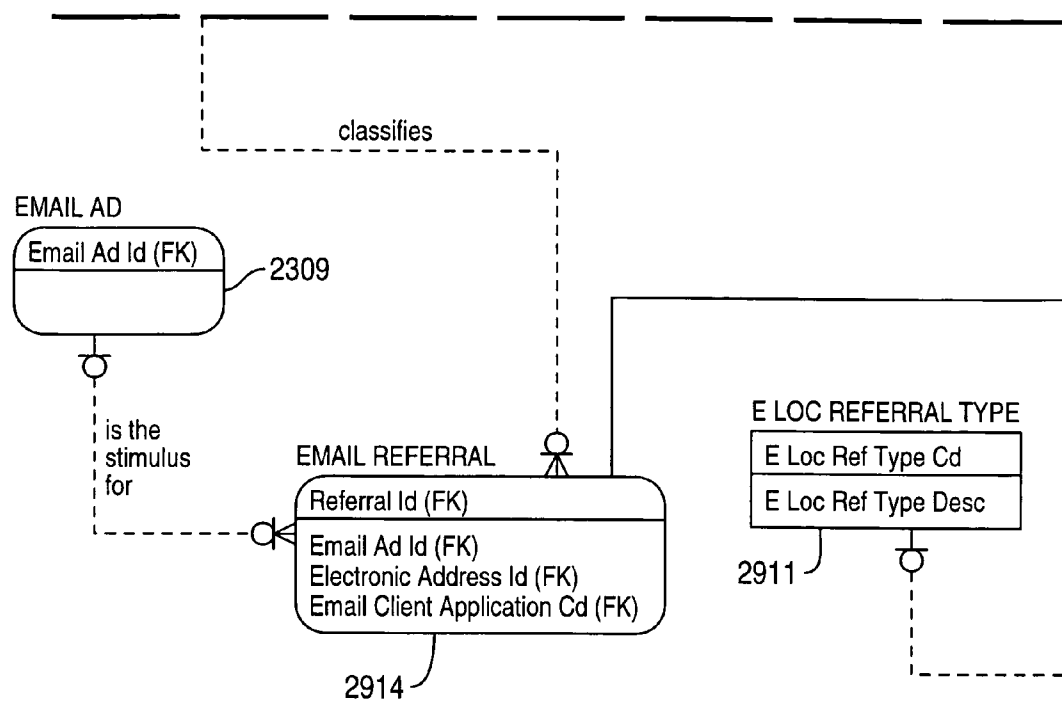 classifies
EMAIL AD
Email Ad Id (FK)
2309
is the
stimulus
for
EMAIL REFERRAL
Referral Id (FK)
Email Ad Id (FK)
Electronic Address Id (FK)
Email Client Application Cd (FK)
2914
E LOC REFERRAL TYPE
E Loc Ref Type Cd
E Loc Ref Type Desc
2911